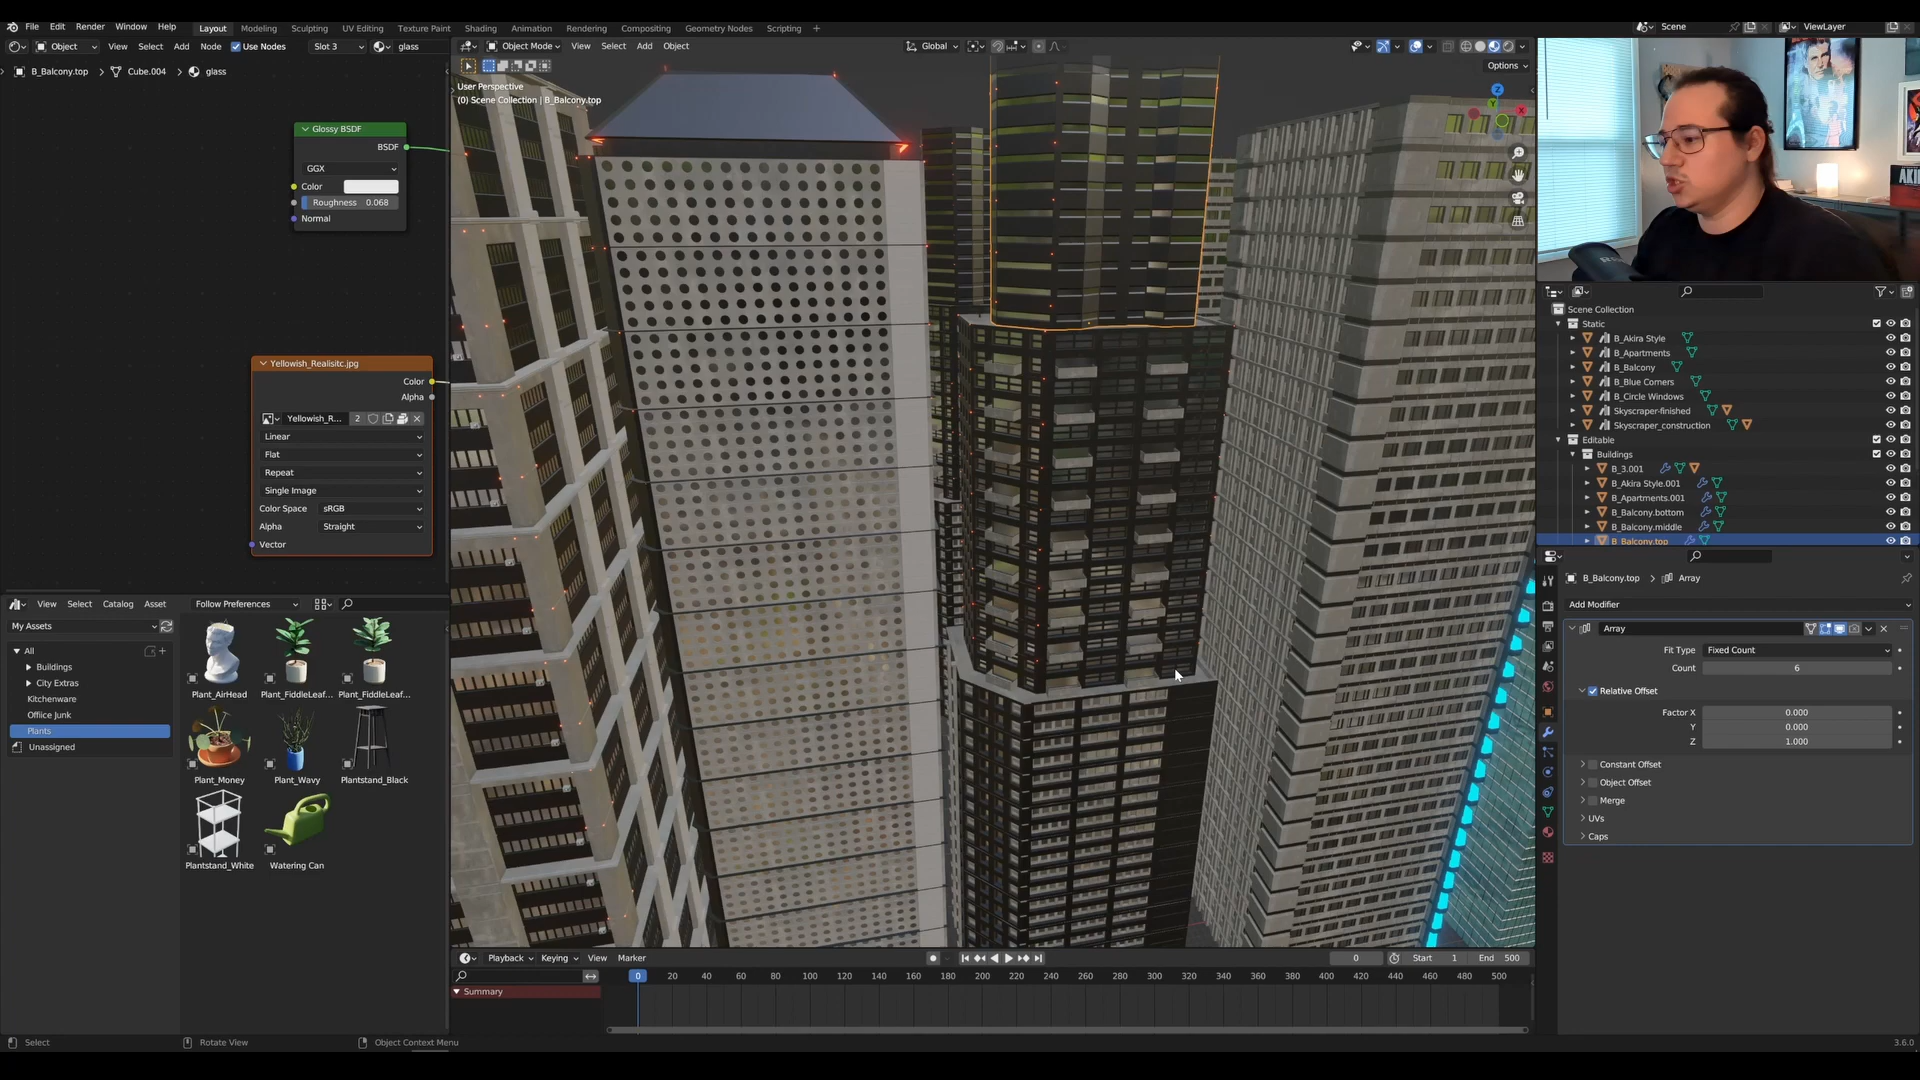 File Edit Render Window Help Layout Modeling Sculpting UV Editing Texture Paint Shading Animation Rendering Compositing Geometry Nodes Scripting + Scene ViewLayer
Object View Select Add Node Use Nodes Slot 3 glass
Object Mode View Select Add Object Global
B_Balcony.top > Cube.004 > glass
Options
User Perspective
(0) Scene Collection | B_Balcony.top
Glossy BSDF
BSDF
GGX
Color
Roughness 0.068
Normal
Yellowish_Realisitc.jpg
Color
Alpha
Yellowish_R... 2
Linear
Flat
Repeat
Single Image
Color Space sRGB
Alpha Straight
Vector
View Select Catalog Asset Follow Preferences
My Assets
All
Buildings
City Extras
Kitchenware
Offiice Junk
Plants
Unassigned
Plant_AirHead Plant_FiddleLeaf... Plant_FiddleLeaf...
Plant_Money Plant_Wavy Plantstand_Black
Plantstand_White Watering Can
AKI
Scene Collection
Static
B_Akira Style
B_Apartments
B_Balcony
B_Blue Corners
B_Circle Windows
Skyscraper-finished
Skyscraper_construction
Editable
Buildings
B_3.001
B_Akira Style.001
B_Apartments.001
B_Balcony.bottom
B_Balcony.middle
B_Balcony.top
B_Balcony.top > Array
Add Modifier
Array
Fit Type Fixed Count
Count 6
Relative Offset
Factor X 0.000
Y 0.000
Z 1.000
Constant Offset
Object Offset
Merge
UVs
Caps
Playback Keying View Marker 0 Start 1 End 500
0 20 40 60 80 100 120 140 160 180 200 220 240 260 280 300 320 340 360 380 400 420 440 460 480 500
Summary
Select Rotate View Object Context Menu 3.6.0